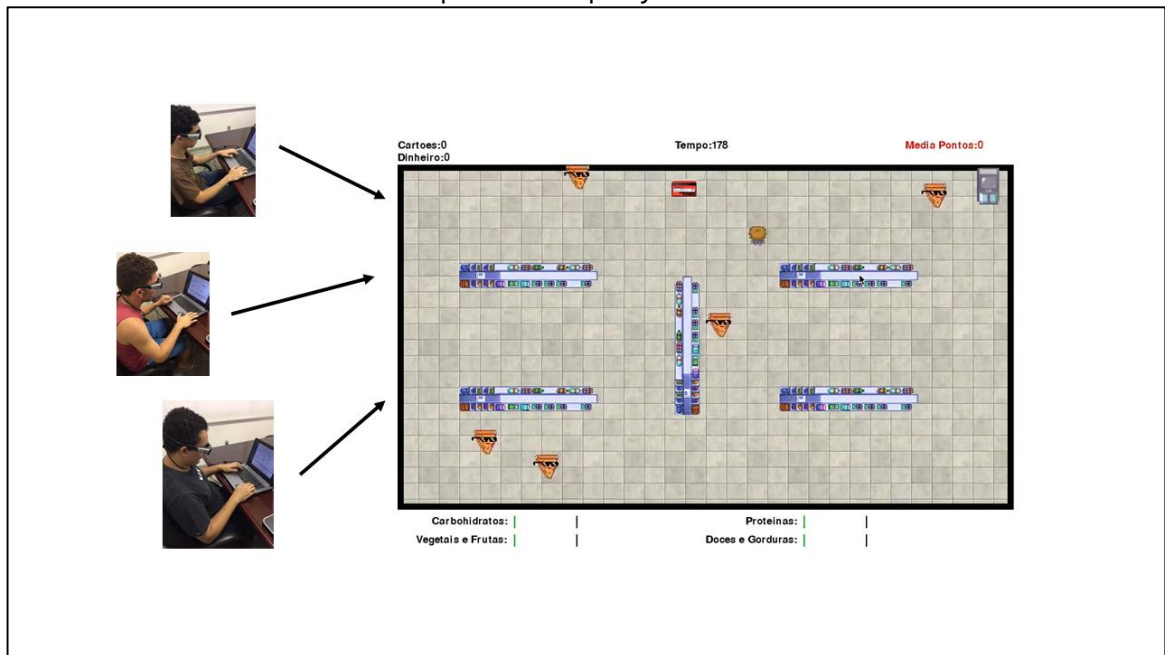 Cartoes:0
Tempo:178
Media Pontos:0
Dinheiro:0
Carbohidratos:
Proteinas:
Vegetais e Frutas:
Doces e Gorduras: